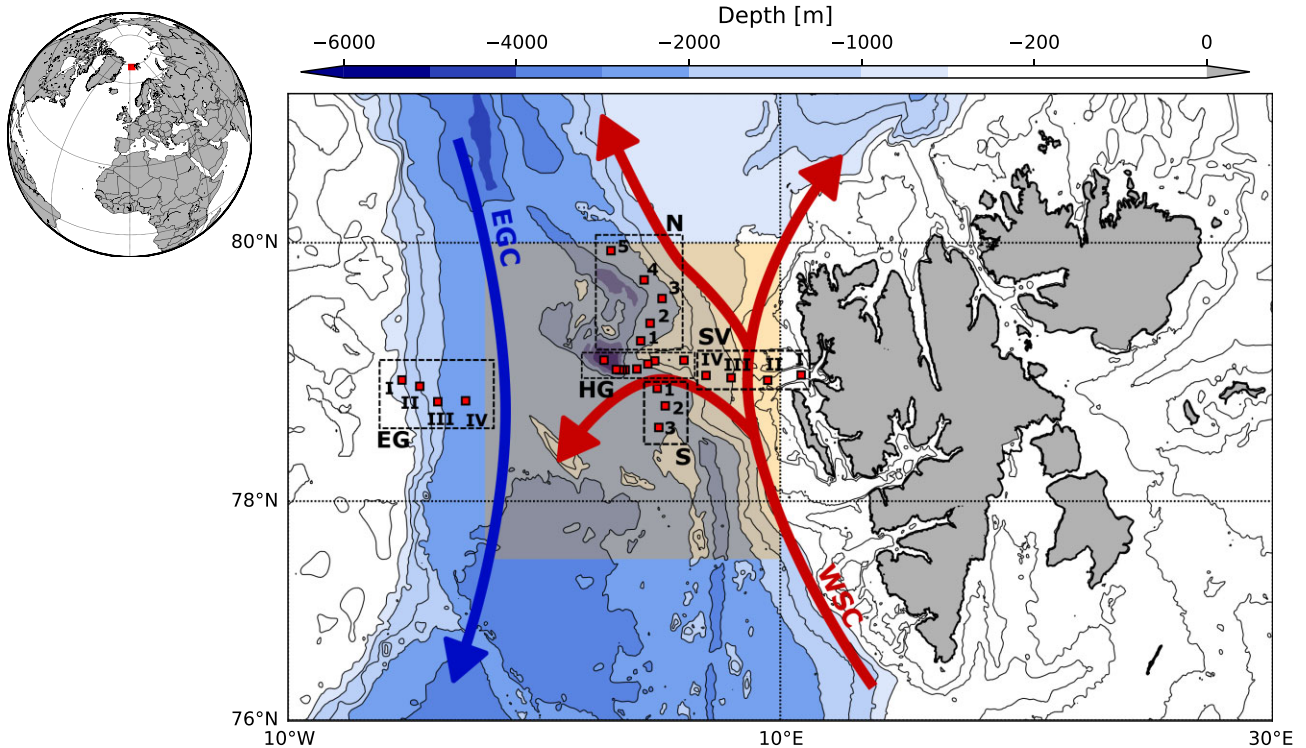 Depth [m]
−6000 −4000 −2000 −1000 −200 0
N
EGC
5
80°N
4
3
2
1
SV
IV III II I
HG
I
II
1
2
III IV
3
EG
S
78°N
WSC
76°N
10°W 10°E 30°E